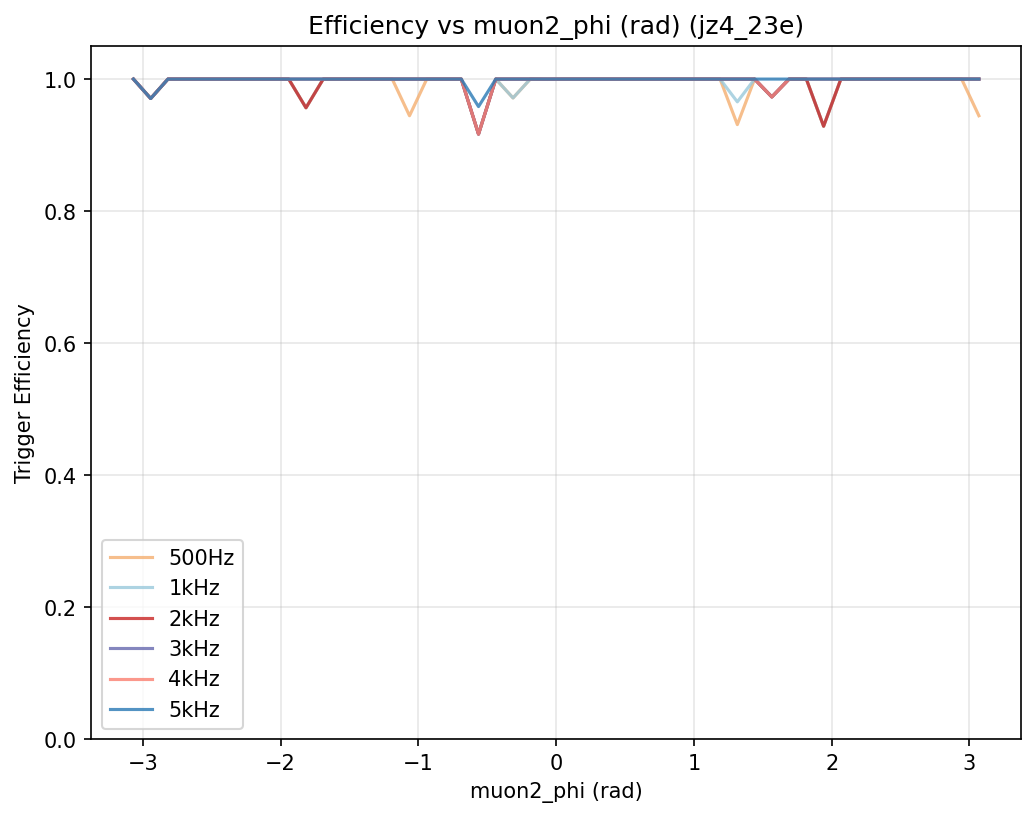 Efficiency vs muon2_phi (rad) (jz4_23e)
Trigger Efficiency
1.0
0.8
0.6
0.4
0.2
0.0
500Hz
1kHz
2kHz
3kHz
4kHz
5kHz
−3 −2 −1 0 1 2 3
muon2_phi (rad)